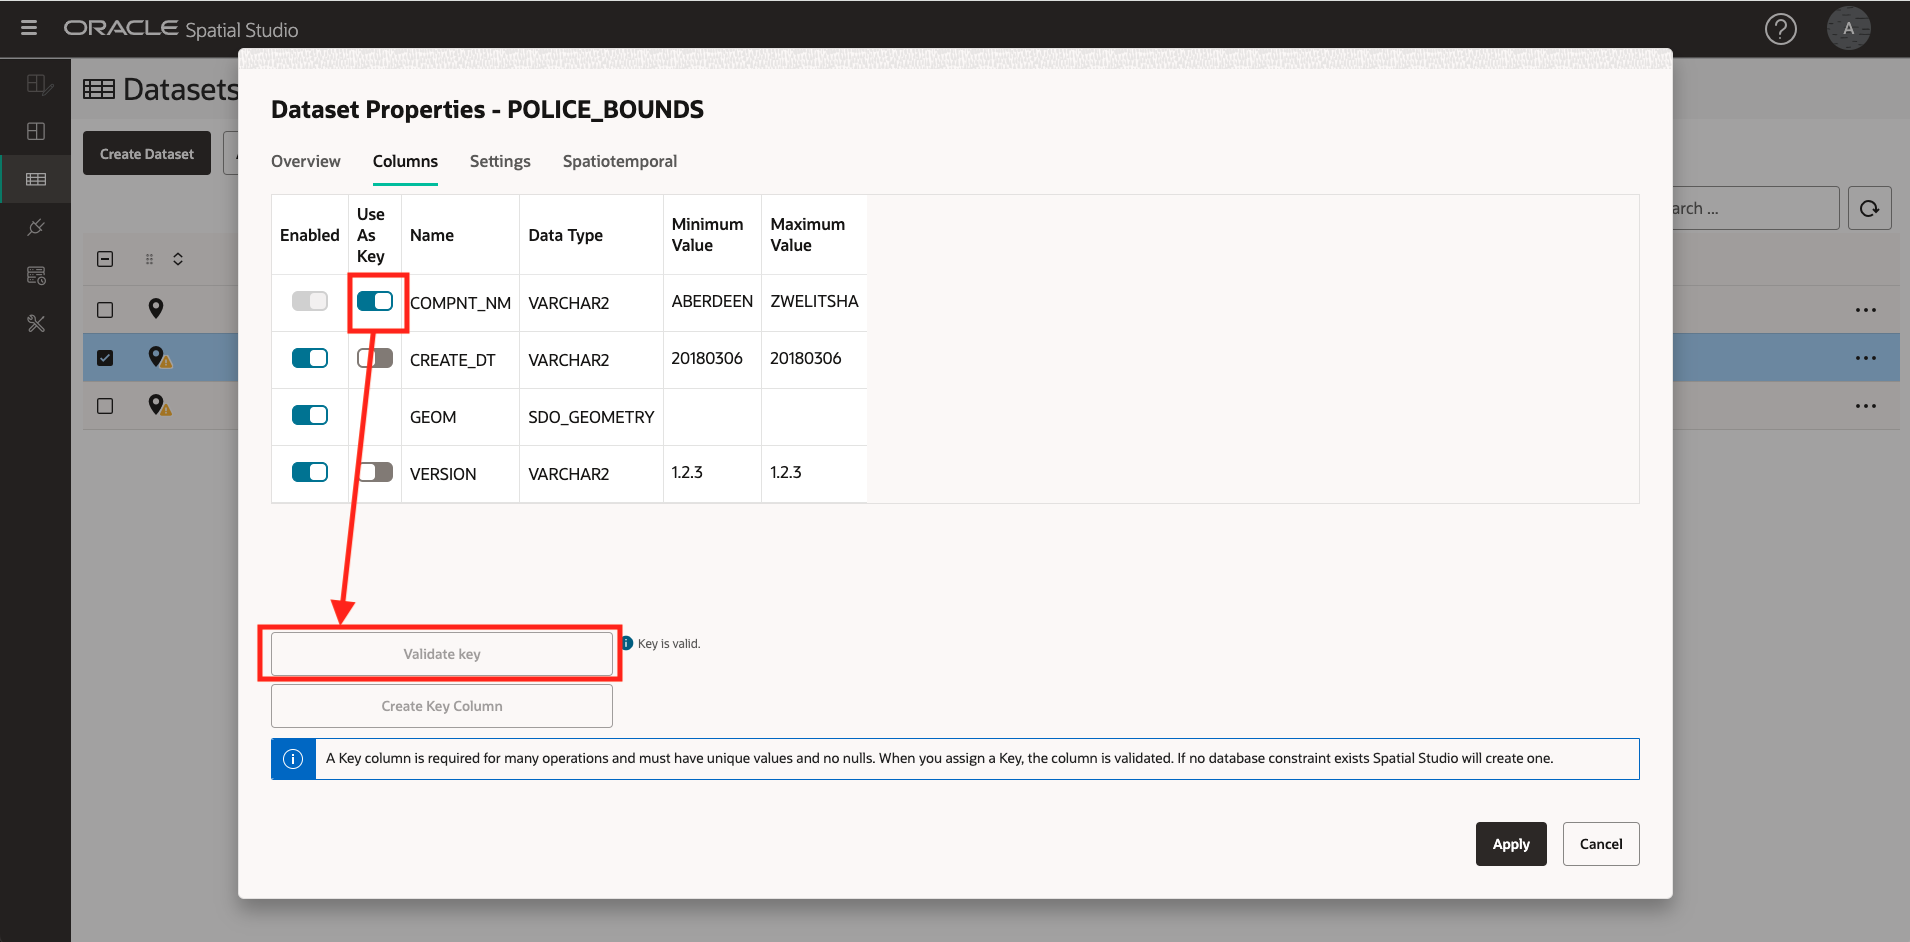 ORACLE Spatial Studio
A
Datasets
Create Dataset
arch ...
Dataset Properties - POLICE_BOUNDS
Overview Columns Settings Spatiotemporal
Enabled Use As Key Name Data Type Minimum Value Maximum Value
COMPNT_NM VARCHAR2 ABERDEEN ZWELITSHA
CREATE_DT VARCHAR2 20180306 20180306
GEOM SDO_GEOMETRY
VERSION VARCHAR2 1.2.3 1.2.3
Validate key
Key is valid.
Create Key Column
A Key column is required for many operations and must have unique values and no nulls. When you assign a Key, the column is validated. If no database constraint exists Spatial Studio will create one.
Apply Cancel